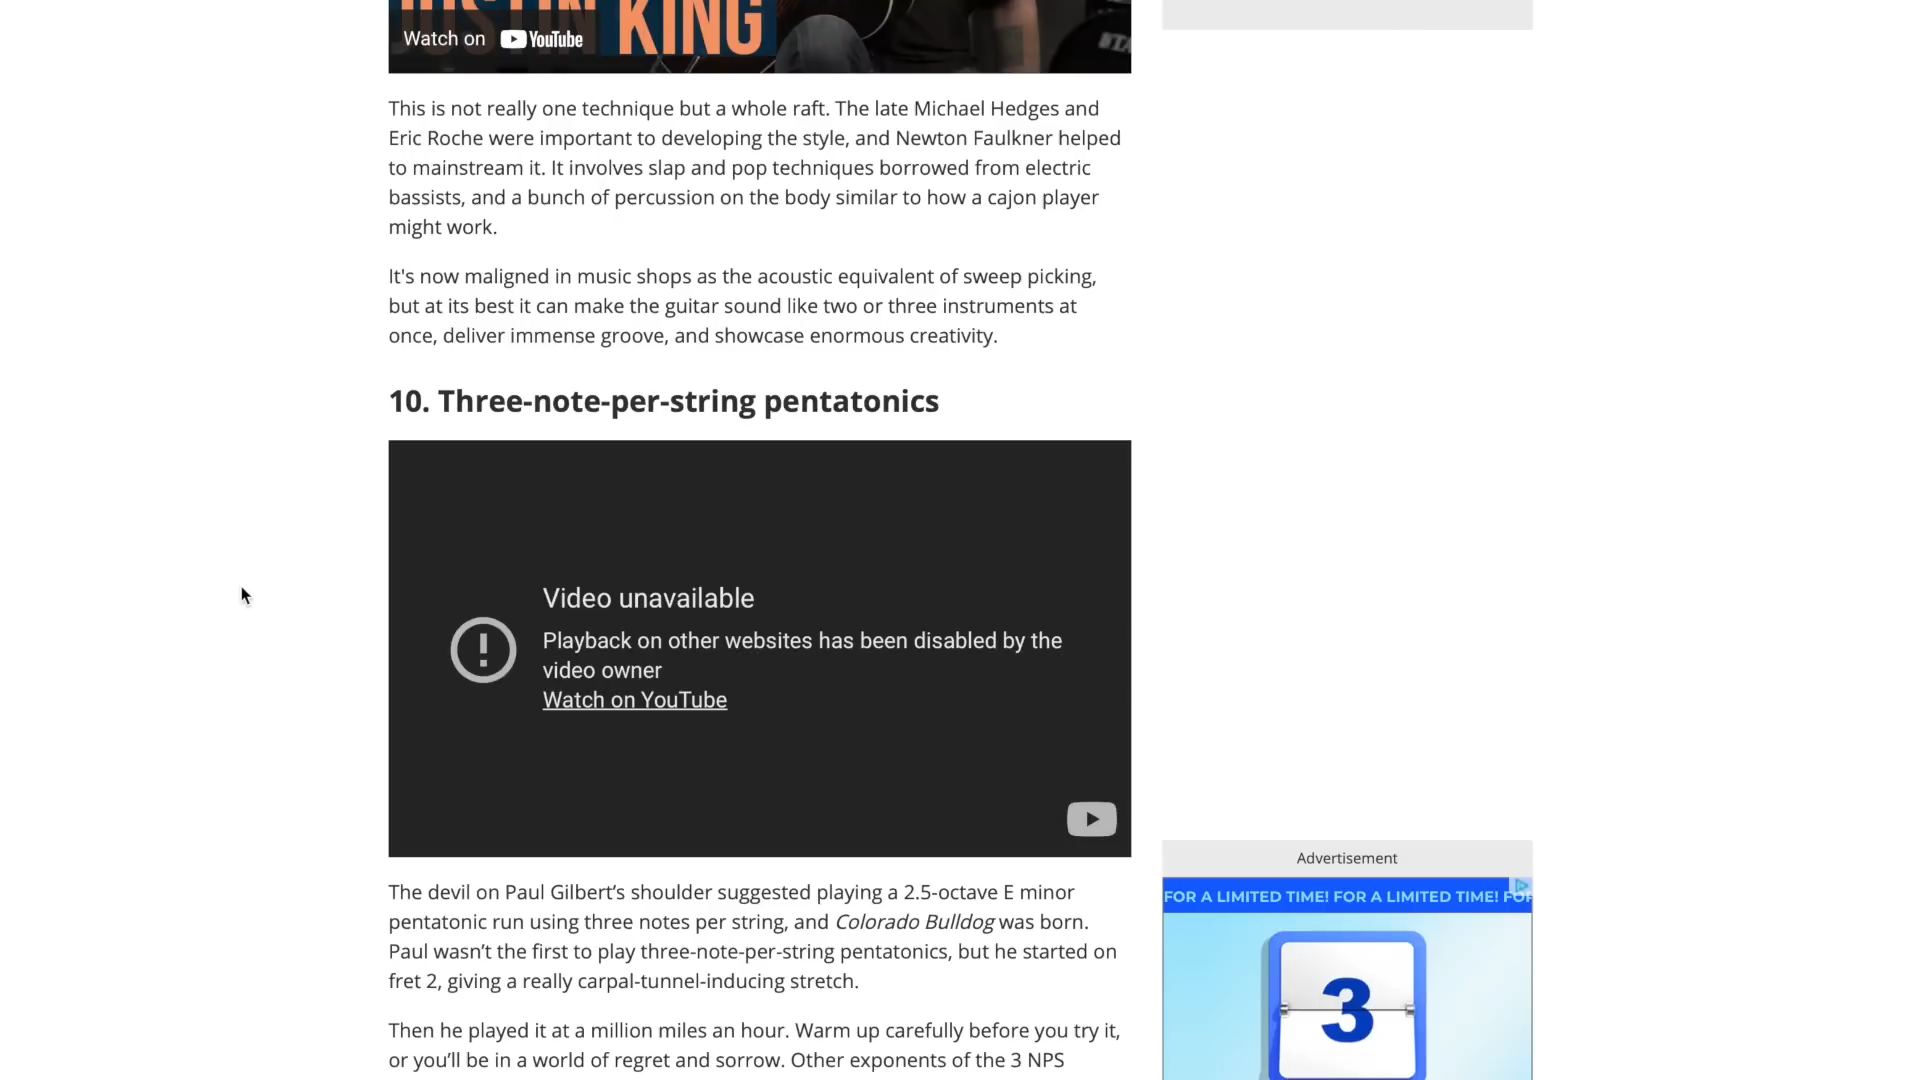 KING
Watch on YouTube
This is not really one technique but a whole raft. The late Michael Hedges and
Eric Roche were important to developing the style, and Newton Faulkner helped
to mainstream it. It involves slap and pop techniques borrowed from electric
bassists, and a bunch of percussion on the body similar to how a cajon player
might work.
It's now maligned in music shops as the acoustic equivalent of sweep picking,
but at its best it can make the guitar sound like two or three instruments at
once, deliver immense groove, and showcase enormous creativity.
10. Three-note-per-string pentatonics
Video unavailable
Playback on other websites has been disabled by the
video owner
Watch on YouTube
The devil on Paul Gilbert’s shoulder suggested playing a 2.5-octave E minor
pentatonic run using three notes per string, and Colorado Bulldog was born.
Paul wasn’t the first to play three-note-per-string pentatonics, but he started on
fret 2, giving a really carpal-tunnel-inducing stretch.
Then he played it at a million miles an hour. Warm up carefully before you try it,
or you’ll be in a world of regret and sorrow. Other exponents of the 3 NPS
Advertisement
FOR A LIMITED TIME! FOR A LIMITED TIME! FOR
3